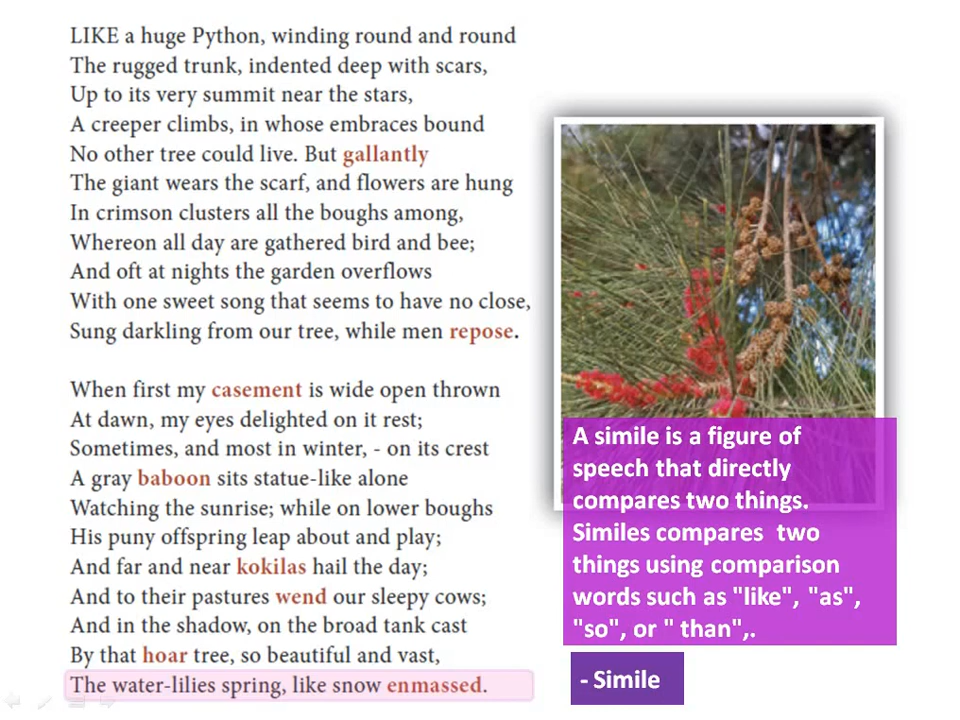 LIKE a huge Python, winding round and round
The rugged trunk, indented deep with scars,
Up to its very summit near the stars,
A creeper climbs, in whose embraces bound
No other tree could live. But gallantly
The giant wears the scarf, and flowers are hung
In crimson clusters all the boughs among,
Whereon all day are gathered bird and bee;
And oft at nights the garden overflows
With one sweet song that seems to have no close,
Sung darkling from our tree, while men repose.
When first my casement is wide open thrown
At dawn, my eyes delighted on it rest;
Sometimes, and most in winter, - on its crest
A gray baboon sits statue-like alone
Watching the sunrise; while on lower boughs
His puny offspring leap about and play;
And far and near kokilas hail the day;
And to their pastures wend our sleepy cows;
And in the shadow, on the broad tank cast
By that hoar tree, so beautiful and vast,
The water-lilies spring, like snow enmassed.
A simile is a figure of
speech that directly
compares two things.
Similes compares  two
things using comparison
words such as "like", "as",
"so", or " than",.
- Simile